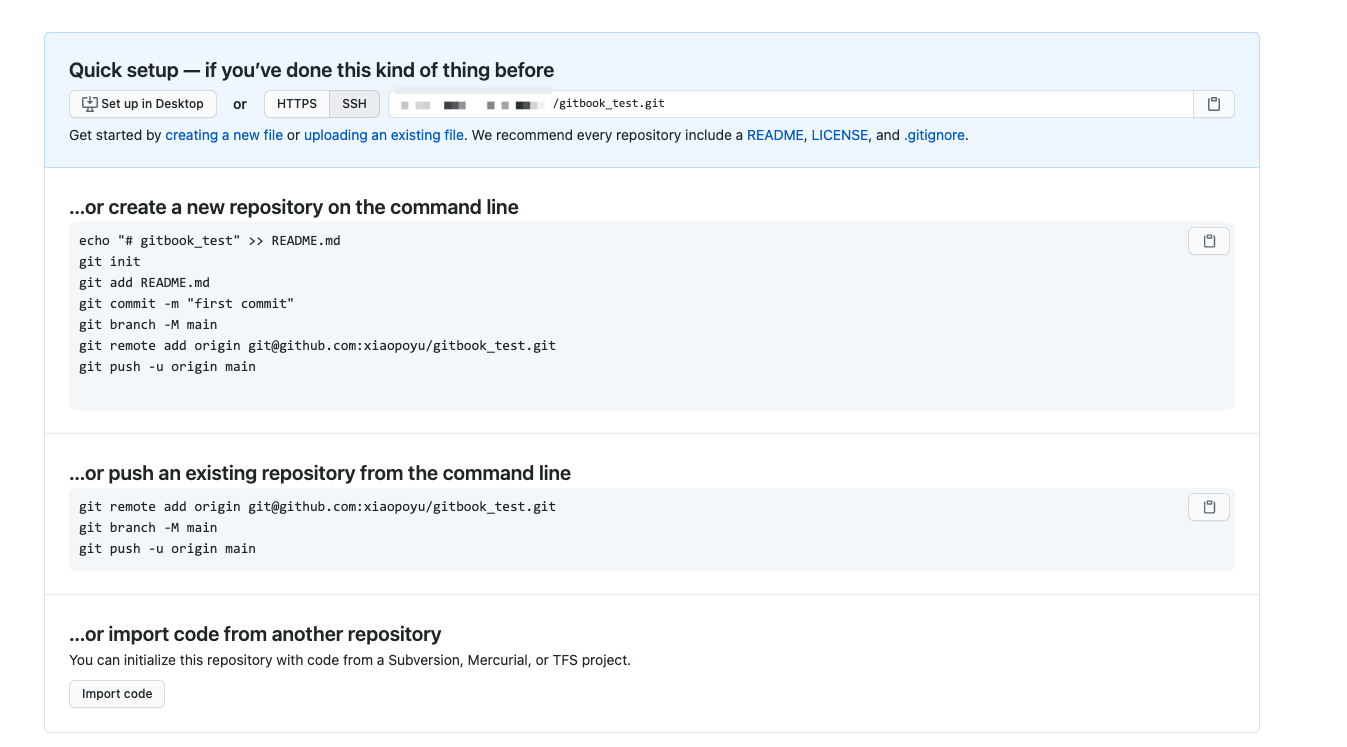 Quick setup — if you’ve done this kind of thing before
Set up in Desktop or HTTPS SSH /gitbook_test.git
Get started by creating a new file or uploading an existing file. We recommend every repository include a README, LICENSE, and .gitignore.
…or create a new repository on the command line
echo "# gitbook_test" >> README.md
git init
git add README.md
git commit -m "first commit"
git branch -M main
git remote add origin git@github.com:xiaopoyu/gitbook_test.git
git push -u origin main
…or push an existing repository from the command line
git remote add origin git@github.com:xiaopoyu/gitbook_test.git
git branch -M main
git push -u origin main
…or import code from another repository
You can initialize this repository with code from a Subversion, Mercurial, or TFS project.
Import code